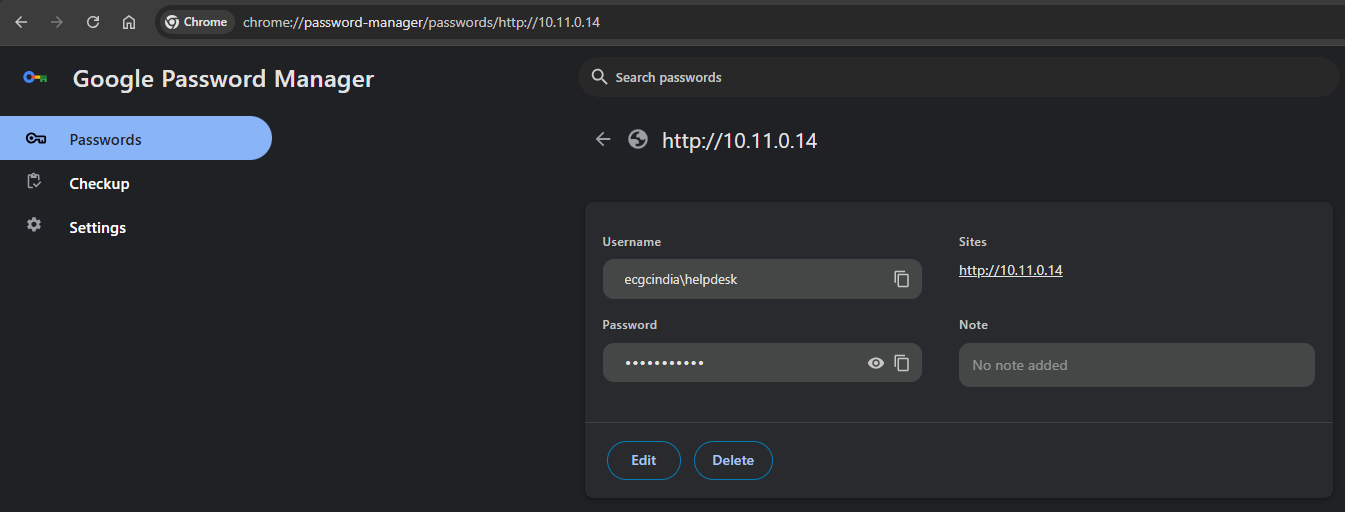 Chrome
chrome://password-manager/passwords/http://10.11.0.14
Google Password Manager
Search passwords
Passwords
Checkup
Settings
http://10.11.0.14
Username
Sites
ecgcindia\helpdesk
http://10.11.0.14
Password
Note
•••••••••••
No note added
Edit
Delete